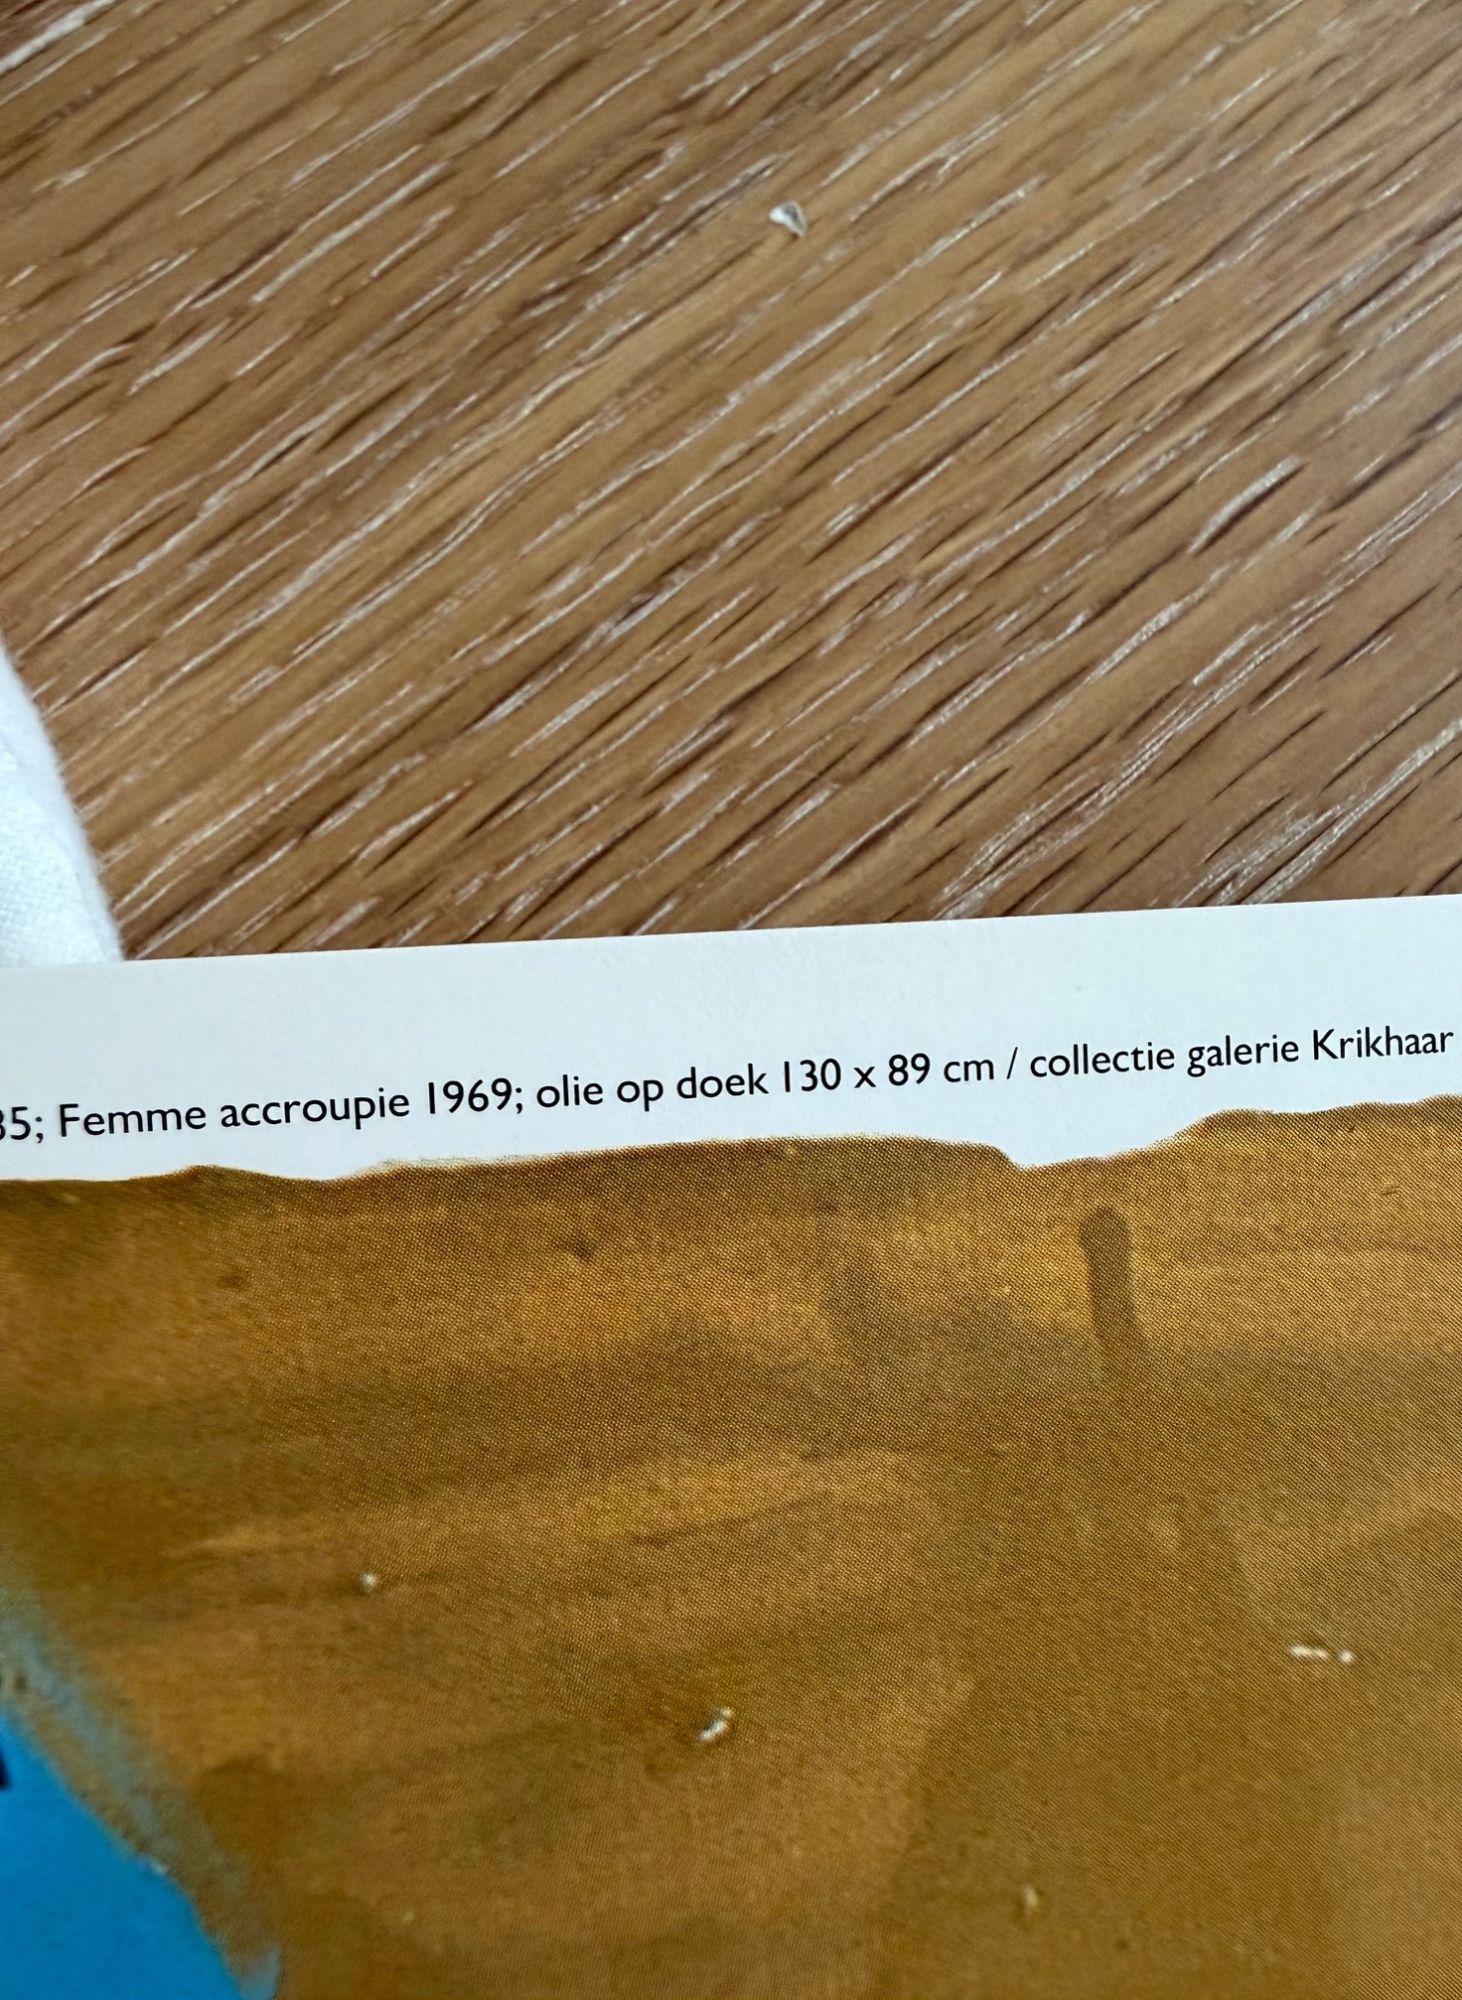 35; Femme accroupie 1969; olie op doek 130 x 89 cm / collectie galerie Krikhaar